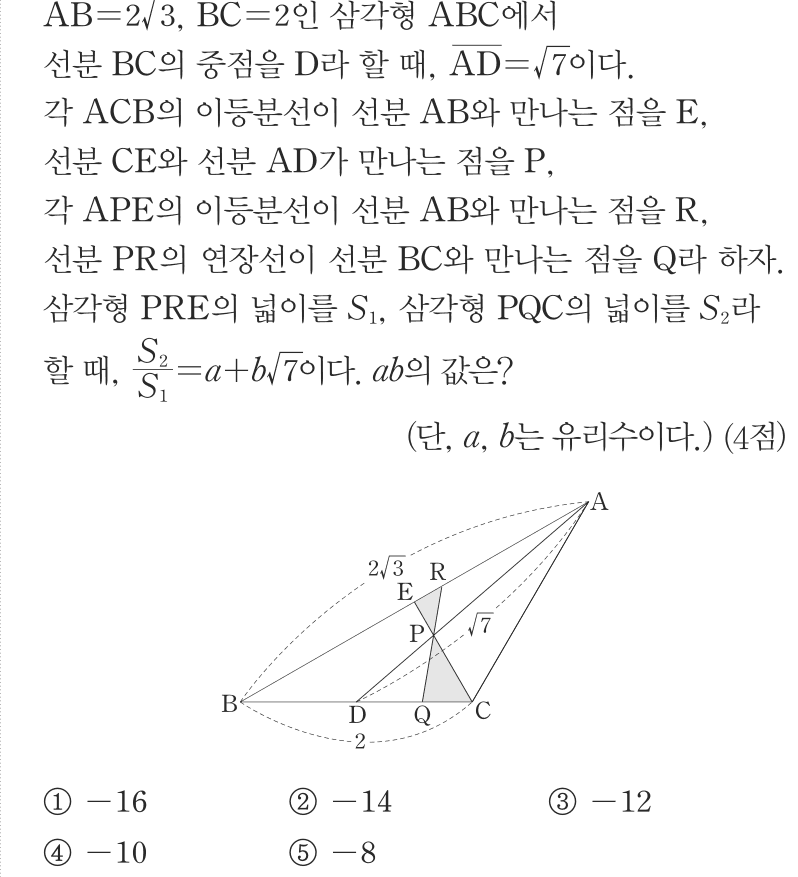 AB=2√3, BC=2인 삼각형 ABC에서
선분 BC의 중점을 D라 할 때, AD=√7이다.
각 ACB의 이등분선이 선분 AB와 만나는 점을 E,
선분 CE와 선분 AD가 만나는 점을 P,
각 APE의 이등분선이 선분 AB와 만나는 점을 R,
선분 PR의 연장선이 선분 BC와 만나는 점을 Q라 하자.
삼각형 PRE의 넓이를 S₁, 삼각형 PQC의 넓이를 S₂라
할 때, S₂/S₁=a+b√7이다. ab의 값은?
(단, a, b는 유리수이다.) (4점)
A
2√3 R
E
P √7
B D Q C
2
① −16 ② −14 ③ −12
④ −10 ⑤ −8